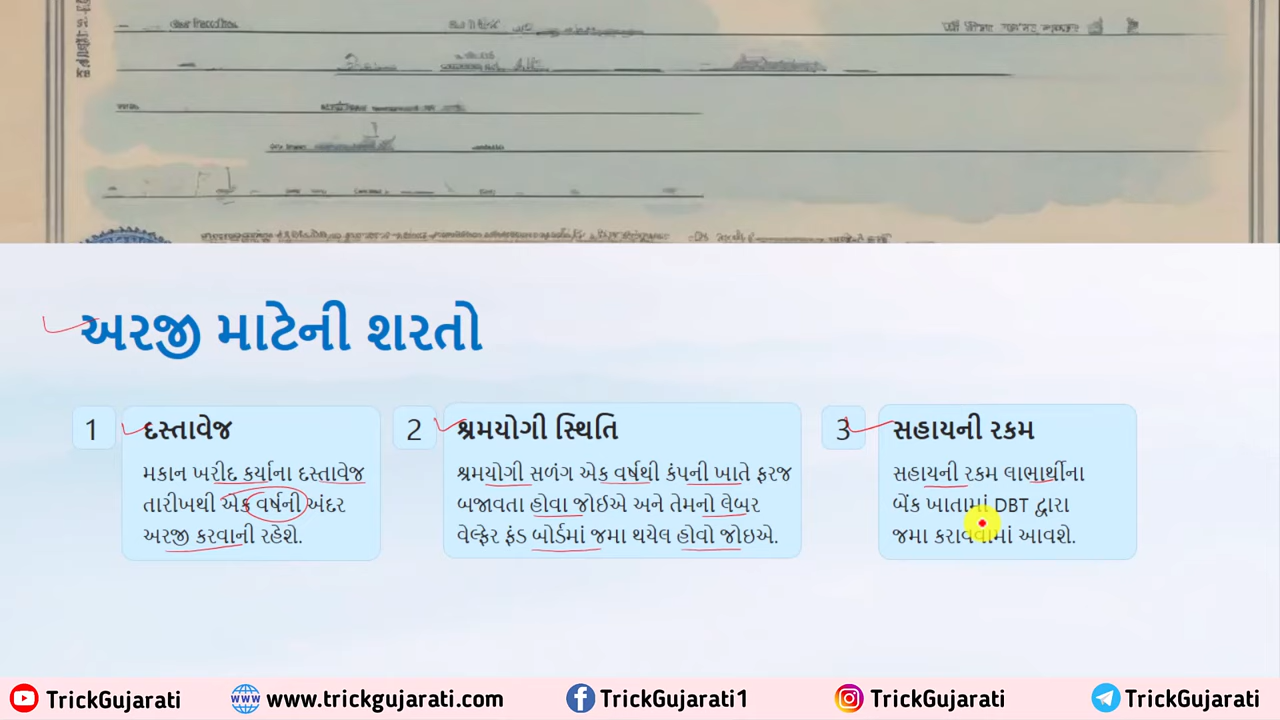 અરજી માટેની શરતો
1
દસ્તાવેજ
મકાન ખરીદ કર્યાના દસ્તાવેજ
તારીખથી એક વર્ષની અંદર
અરજી કરવાની રહેશે.
2
શ્રમયોગી સ્થિતિ
શ્રમયોગી સળંગ એક વર્ષથી કંપની ખાતે ફરજ
બજાવતા હોવા જોઈએ અને તેમનો લેબર
વેલ્ફેર ફંડ બોર્ડમાં જમા થયેલ હોવો જોઇએ.
3
સહાયની રકમ
સહાયની રકમ લાભાર્થીના
બેંક ખાતામાં DBT દ્વારા
જમા કરાવવામાં આવશે.
TrickGujarati
www.trickgujarati.com
TrickGujarati1
TrickGujarati
TrickGujarati